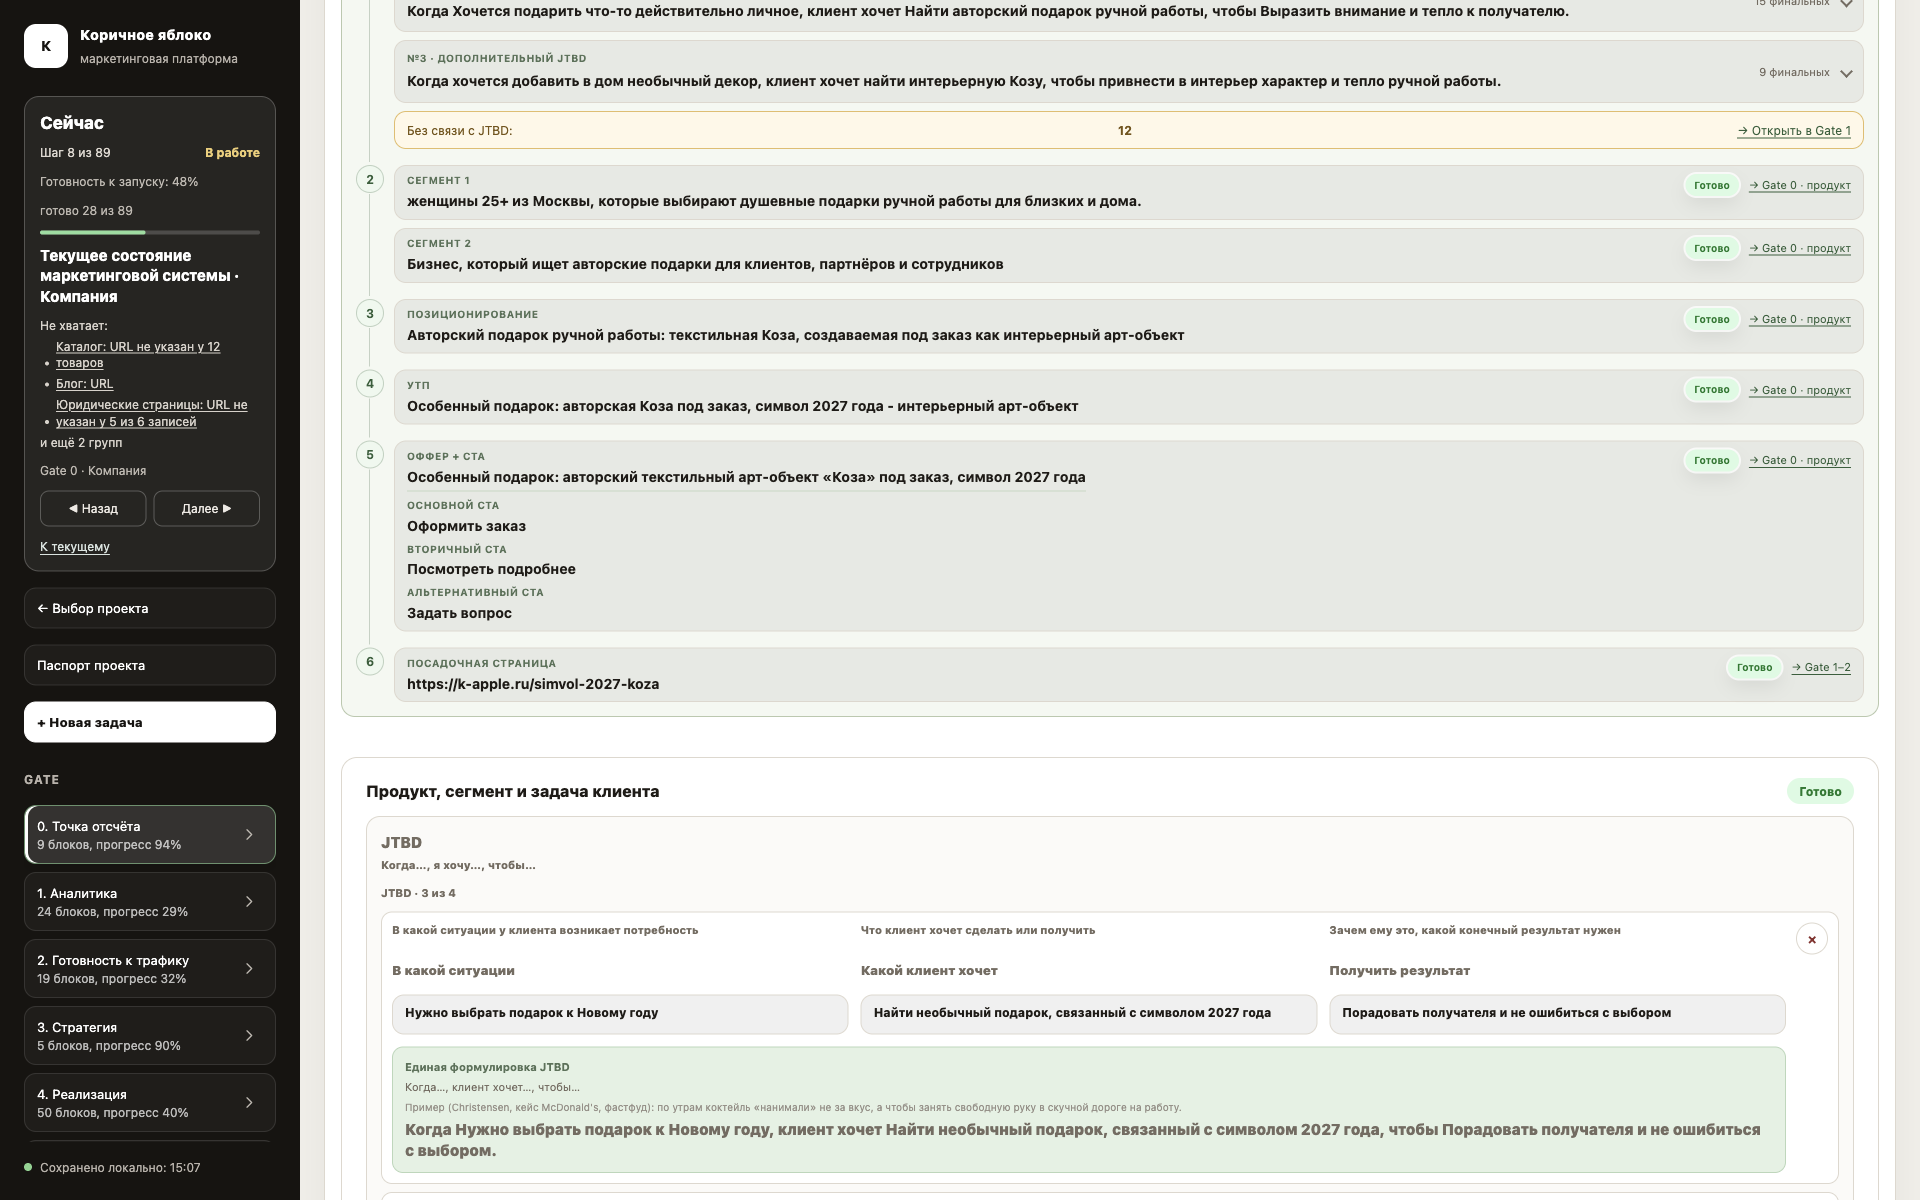 К
Коричное яблоко
маркетинговая платформа
Сейчас
Шаг 8 из 89
В работе
Готовность к запуску: 48%
готово 28 из 89
Текущее состояние
маркетинговой системы ·
Компания
Не хватает:
• Каталог: URL не указан у 12
товаров
• Блог: URL
• Юридические страницы: URL не
указан у 5 из 6 записей
и ещё 2 групп
Gate 0 · Компания
◀ Назад
Далее ▶
К текущему
← Выбор проекта
Паспорт проекта
+ Новая задача
GATE
0. Точка отсчёта
9 блоков, прогресс 94%
1. Аналитика
24 блоков, прогресс 29%
2. Готовность к трафику
19 блоков, прогресс 32%
3. Стратегия
5 блоков, прогресс 90%
4. Реализация
50 блоков, прогресс 40%
Сохранено локально: 15:07
Когда Хочется подарить что-то действительно личное, клиент хочет Найти авторский подарок ручной работы, чтобы Выразить внимание и тепло к получателю.
15 финальных
№3 · ДОПОЛНИТЕЛЬНЫЙ JTBD
Когда хочется добавить в дом необычный декор, клиент хочет найти интерьерную Козу, чтобы привнести в интерьер характер и тепло ручной работы.
9 финальных
Без связи с JTBD:
12
→ Открыть в Gate 1
2
СЕГМЕНТ 1
женщины 25+ из Москвы, которые выбирают душевные подарки ручной работы для близких и дома.
Готово
→ Gate 0 · продукт
СЕГМЕНТ 2
Бизнес, который ищет авторские подарки для клиентов, партнёров и сотрудников
Готово
→ Gate 0 · продукт
3
ПОЗИЦИОНИРОВАНИЕ
Авторский подарок ручной работы: текстильная Коза, создаваемая под заказ как интерьерный арт-объект
Готово
→ Gate 0 · продукт
4
УТП
Особенный подарок: авторская Коза под заказ, символ 2027 года - интерьерный арт-объект
Готово
→ Gate 0 · продукт
5
ОФФЕР + CTA
Особенный подарок: авторский текстильный арт-объект «Коза» под заказ, символ 2027 года
Готово
→ Gate 0 · продукт
ОСНОВНОЙ CTA
Оформить заказ
ВТОРИЧНЫЙ CTA
Посмотреть подробнее
АЛЬТЕРНАТИВНЫЙ CTA
Задать вопрос
6
ПОСАДОЧНАЯ СТРАНИЦА
https://k-apple.ru/simvol-2027-koza
Готово
→ Gate 1–2
Продукт, сегмент и задача клиента
Готово
JTBD
Когда…, я хочу…, чтобы…
JTBD · 3 из 4
В какой ситуации у клиента возникает потребность
Что клиент хочет сделать или получить
Зачем ему это, какой конечный результат нужен
×
В какой ситуации
Какой клиент хочет
Получить результат
Нужно выбрать подарок к Новому году
Найти необычный подарок, связанный с символом 2027 года
Порадовать получателя и не ошибиться с выбором
Единая формулировка JTBD
Когда…, клиент хочет…, чтобы…
Пример (Christensen, кейс McDonald's, фастфуд): по утрам коктейль «нанимали» не за вкус, а чтобы занять свободную руку в скучной дороге на работу.
Когда Нужно выбрать подарок к Новому году, клиент хочет Найти необычный подарок, связанный с символом 2027 года, чтобы Порадовать получателя и не ошибиться
с выбором.